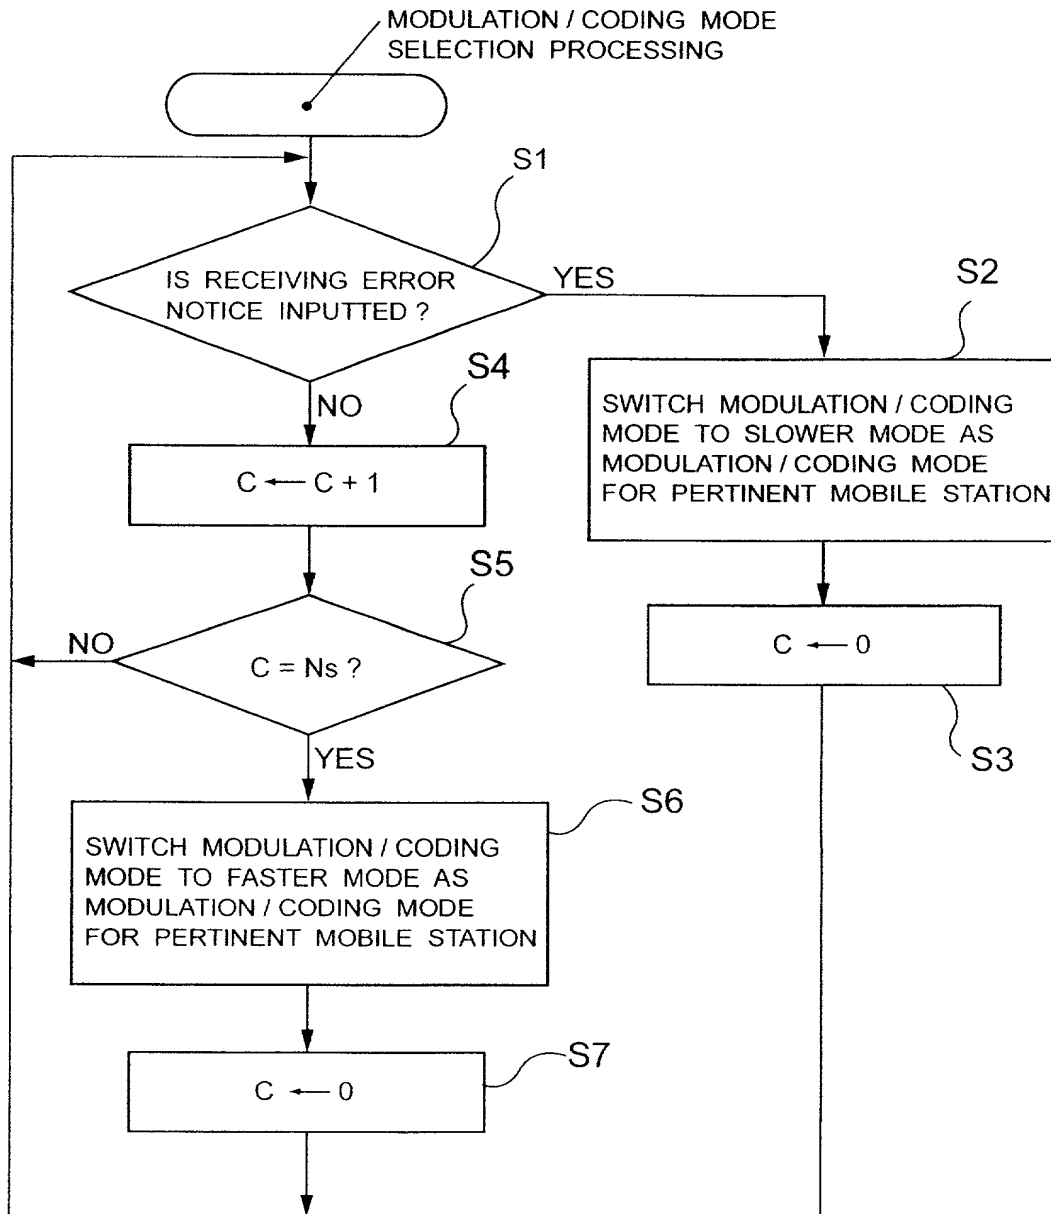 MODULATION / CODING MODE
SELECTION PROCESSING
S1
IS RECEIVING ERROR
NOTICE INPUTTED ?
YES
S2
SWITCH MODULATION / CODING
MODE TO SLOWER MODE AS
MODULATION / CODING MODE
FOR PERTINENT MOBILE STATION
NO
S4
C ← C + 1
S5
C = Ns ?
NO
C ← 0
S3
YES
S6
SWITCH MODULATION / CODING
MODE TO FASTER MODE AS
MODULATION / CODING MODE
FOR PERTINENT MOBILE STATION
S7
C ← 0